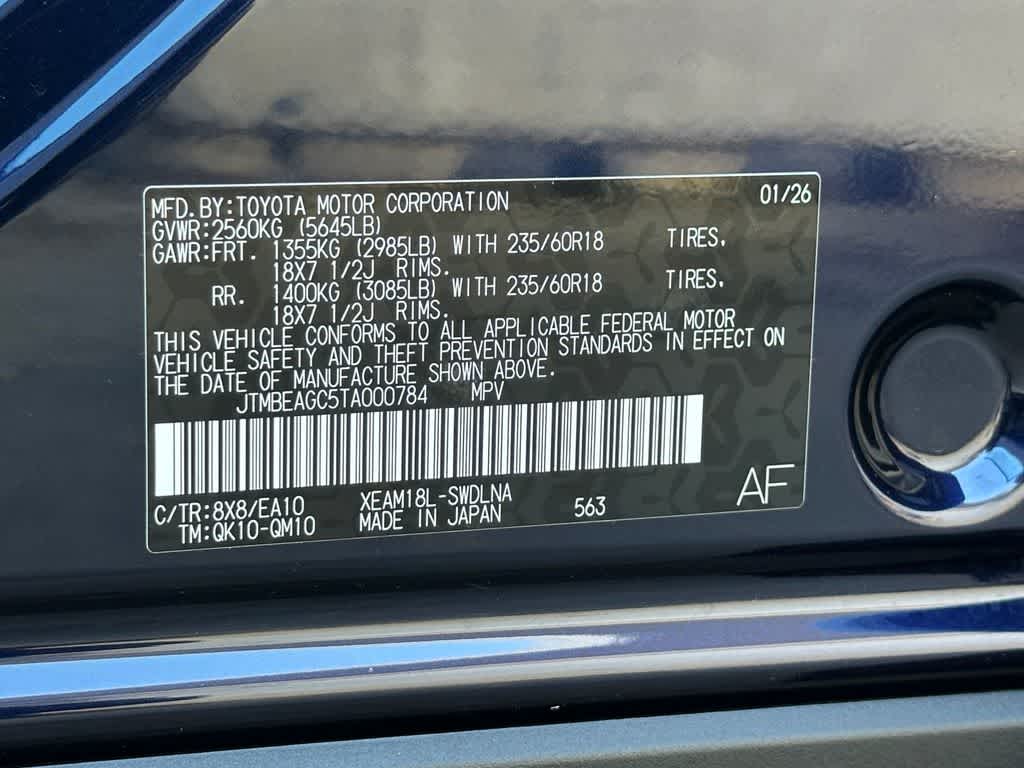 MFD.BY:TOYOTA MOTOR CORPORATION 01/26
GVWR:2560KG (5645LB)
GAWR:FRT. 1355KG (2985LB) WITH 235/60R18 TIRES.
18X7 1/2J RIMS.
RR. 1400KG (3085LB) WITH 235/60R18 TIRES.
18X7 1/2J RIMS.
THIS VEHICLE CONFORMS TO ALL APPLICABLE FEDERAL MOTOR
VEHICLE SAFETY AND THEFT PREVENTION STANDARDS IN EFFECT ON
THE DATE OF MANUFACTURE SHOWN ABOVE.
JTMBEAGC5TA000784 MPV
C/TR:8X8/EA10 XEAM18L-SWDLNA 563 AF
TM:QK10-QM10 MADE IN JAPAN